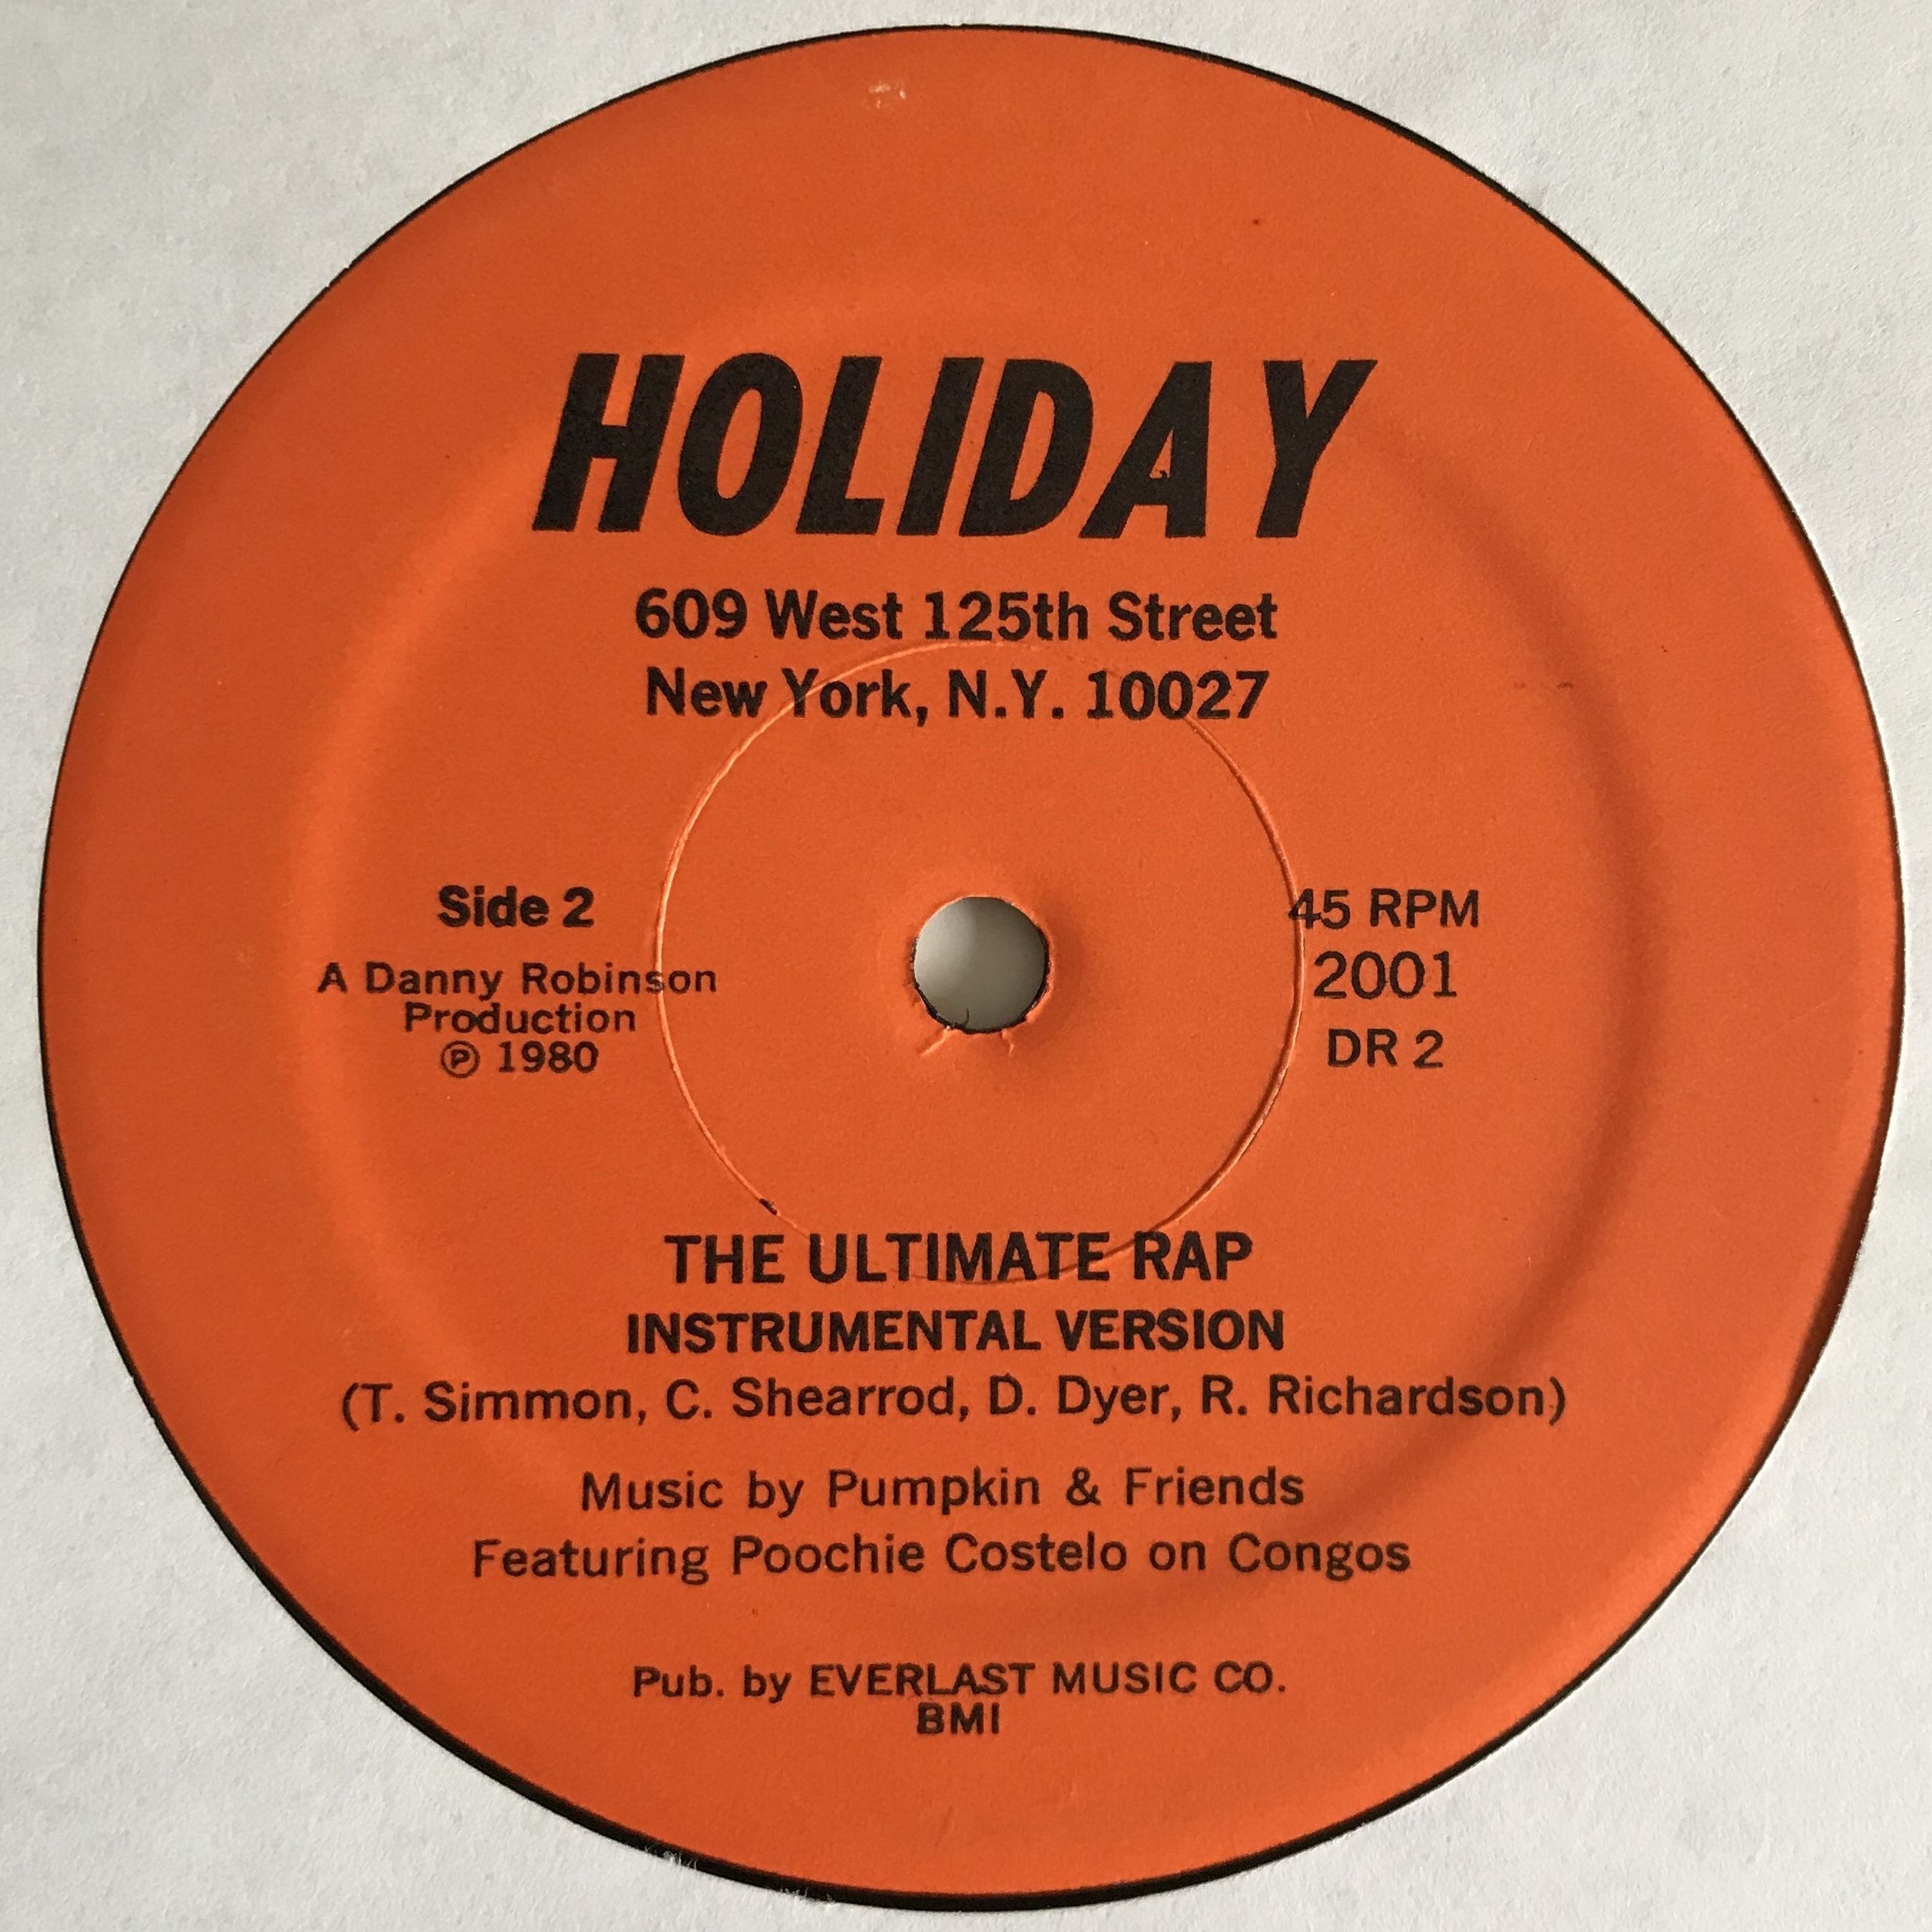 HOLIDAY
609 West 125th Street
New York, N.Y. 10027
Side 2
A Danny Robinson
Production
℗ 1980
45 RPM
2001
DR 2
THE ULTIMATE RAP
INSTRUMENTAL VERSION
(T. Simmon, C. Shearrod, D. Dyer, R. Richardson)
Music by Pumpkin & Friends
Featuring Poochie Costelo on Congos
Pub. by EVERLAST MUSIC CO.
BMI